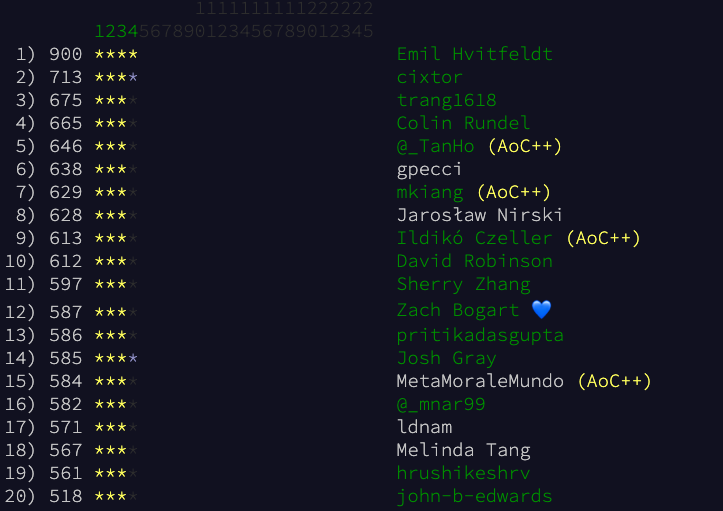 1111111111222222
1234567890123456789012345
1) 900 **** Emil Hvitfeldt
2) 713 **** cixtor
3) 675 **** trang1618
4) 665 **** Colin Rundel
5) 646 **** @_TanHo (AoC++)
6) 638 **** gpecci
7) 629 **** mkiang (AoC++)
8) 628 **** Jarosław Nirski
9) 613 **** Ildikó Czeller (AoC++)
10) 612 **** David Robinson
11) 597 **** Sherry Zhang
12) 587 **** Zach Bogart 💙
13) 586 **** pritikadasgupta
14) 585 **** Josh Gray
15) 584 **** MetaMoraleMundo (AoC++)
16) 582 **** @_mnar99
17) 571 **** ldnam
18) 567 **** Melinda Tang
19) 561 **** hrushikeshrv
20) 518 **** john-b-edwards